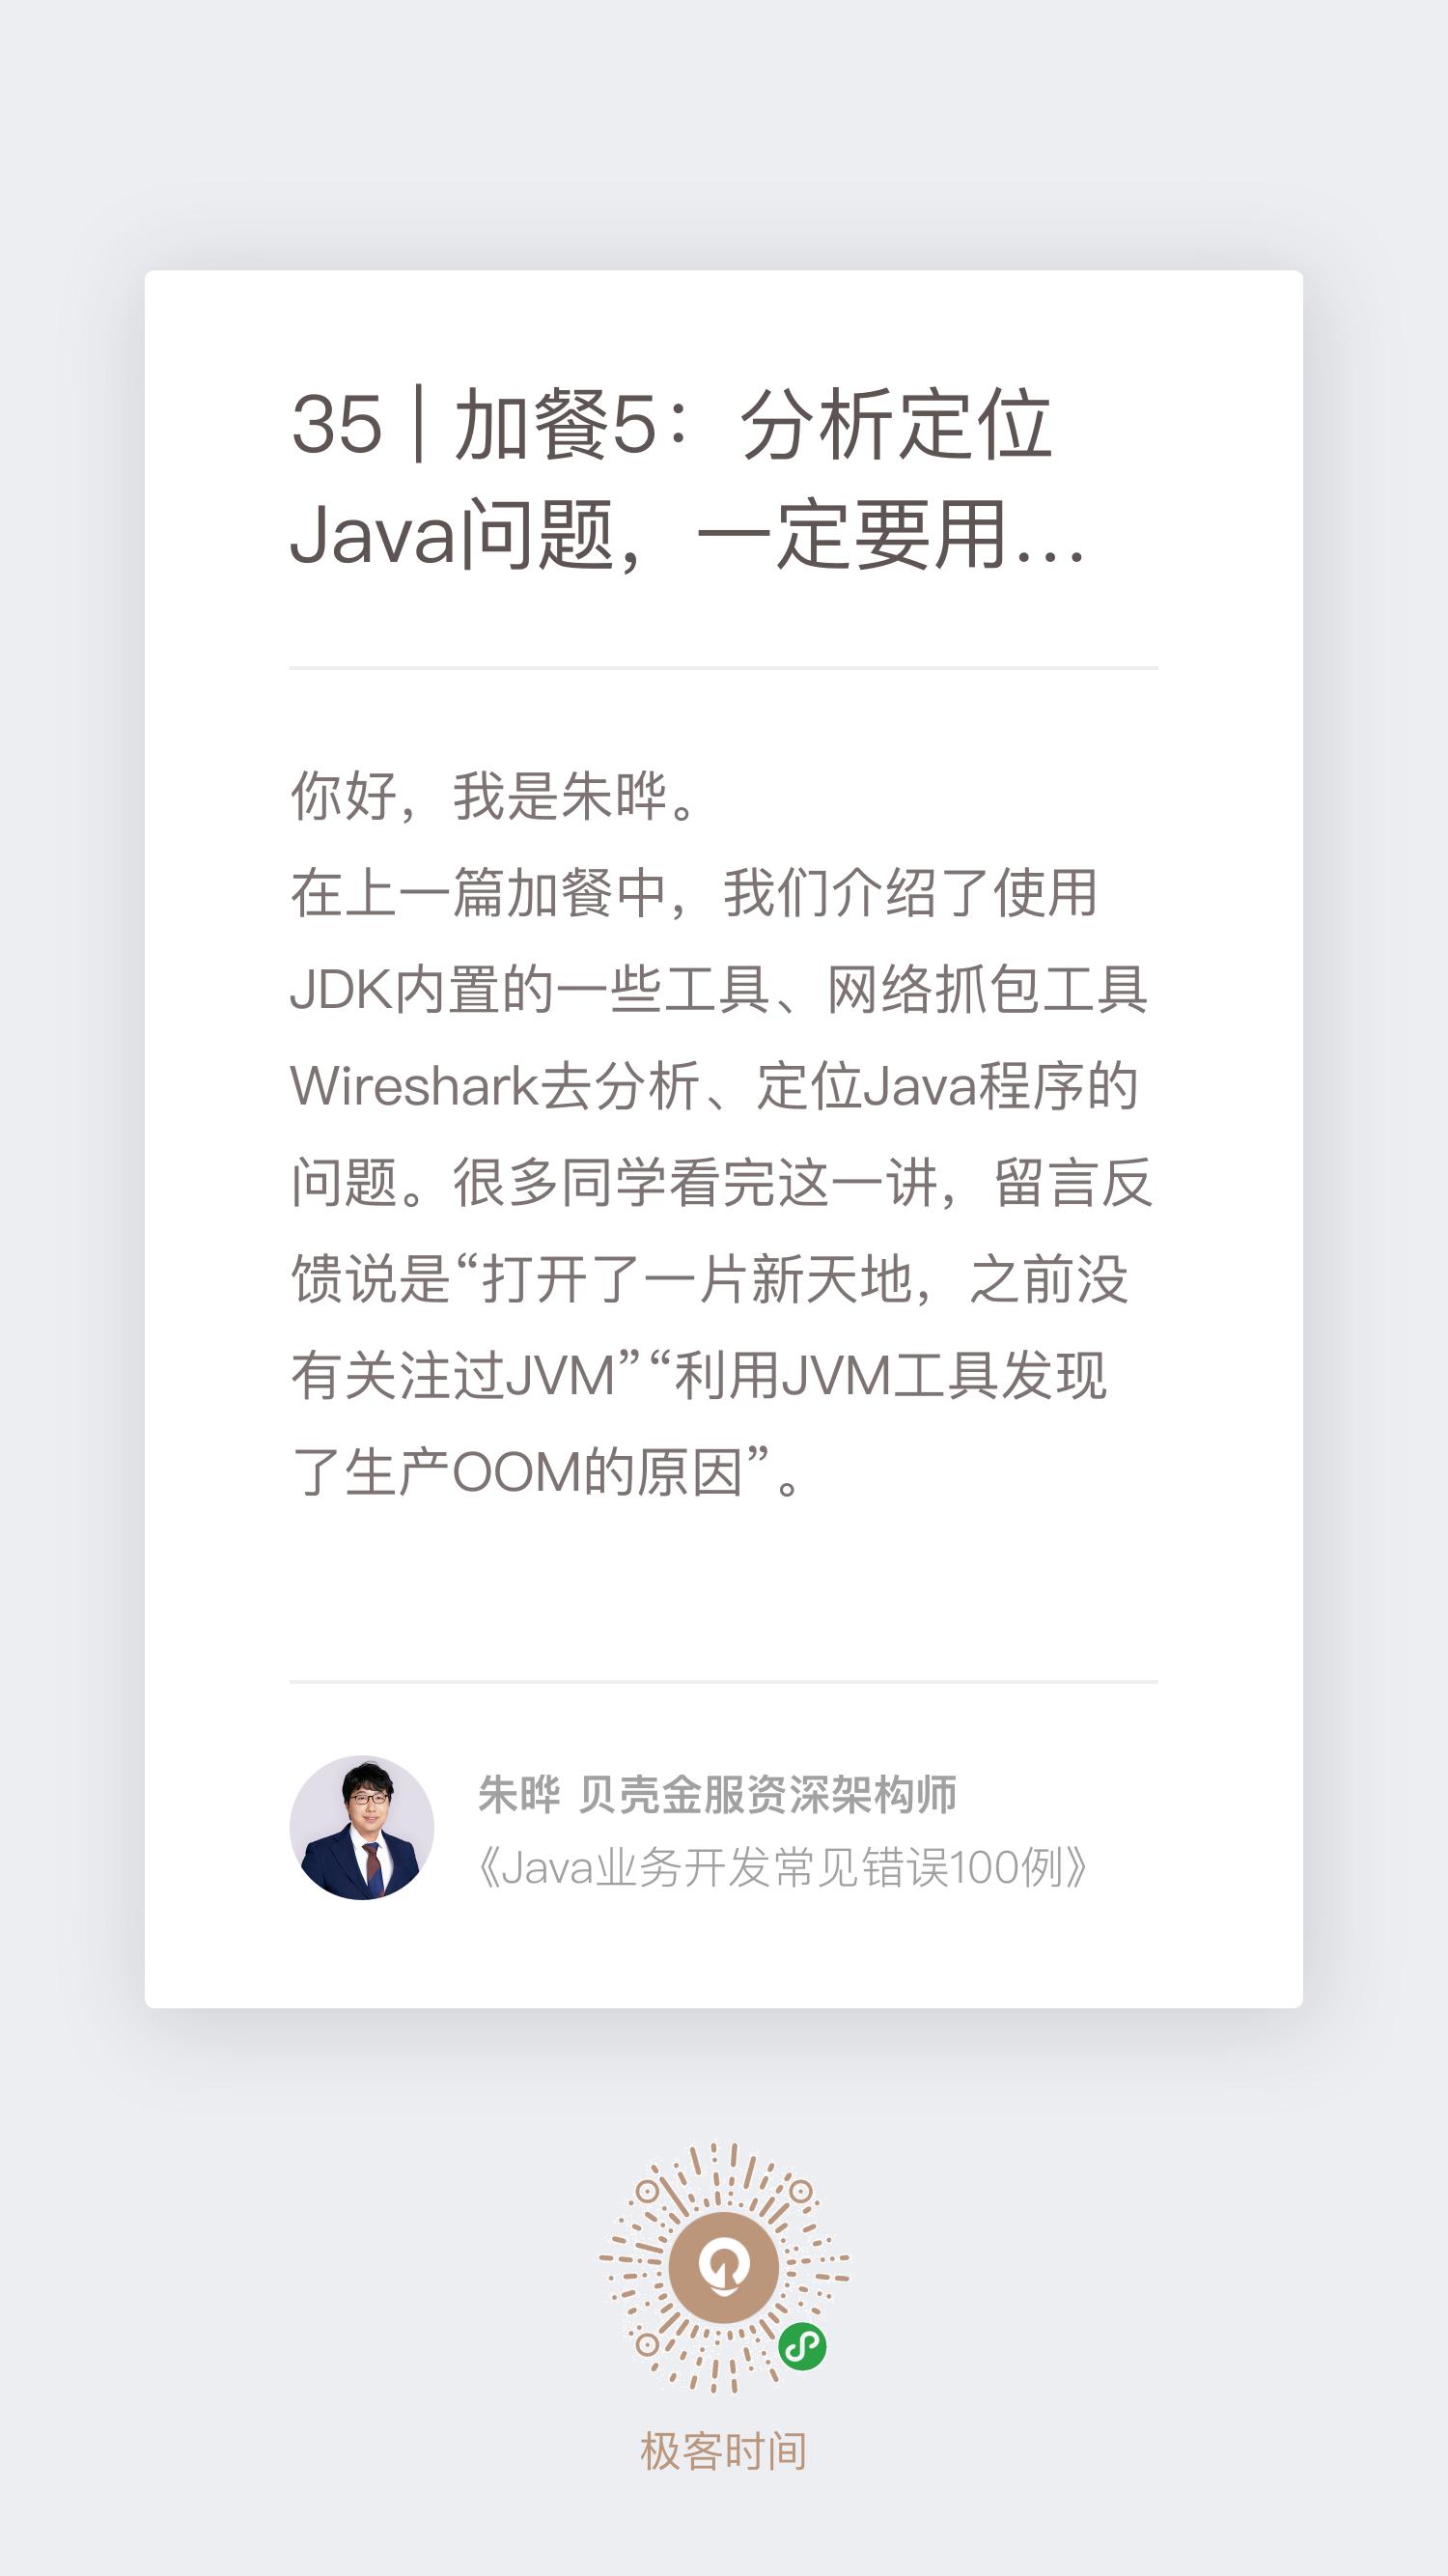 35 | 加餐5：分析定位
Java问题，一定要用…
你好，我是朱晔。
在上一篇加餐中，我们介绍了使用
JDK内置的一些工具、网络抓包工具
Wireshark去分析、定位Java程序的
问题。很多同学看完这一讲，留言反
馈说是“打开了一片新天地，之前没
有关注过JVM”“利用JVM工具发现
了生产OOM的原因”。
朱晔 贝壳金服资深架构师
《Java业务开发常见错误100例》
极客时间